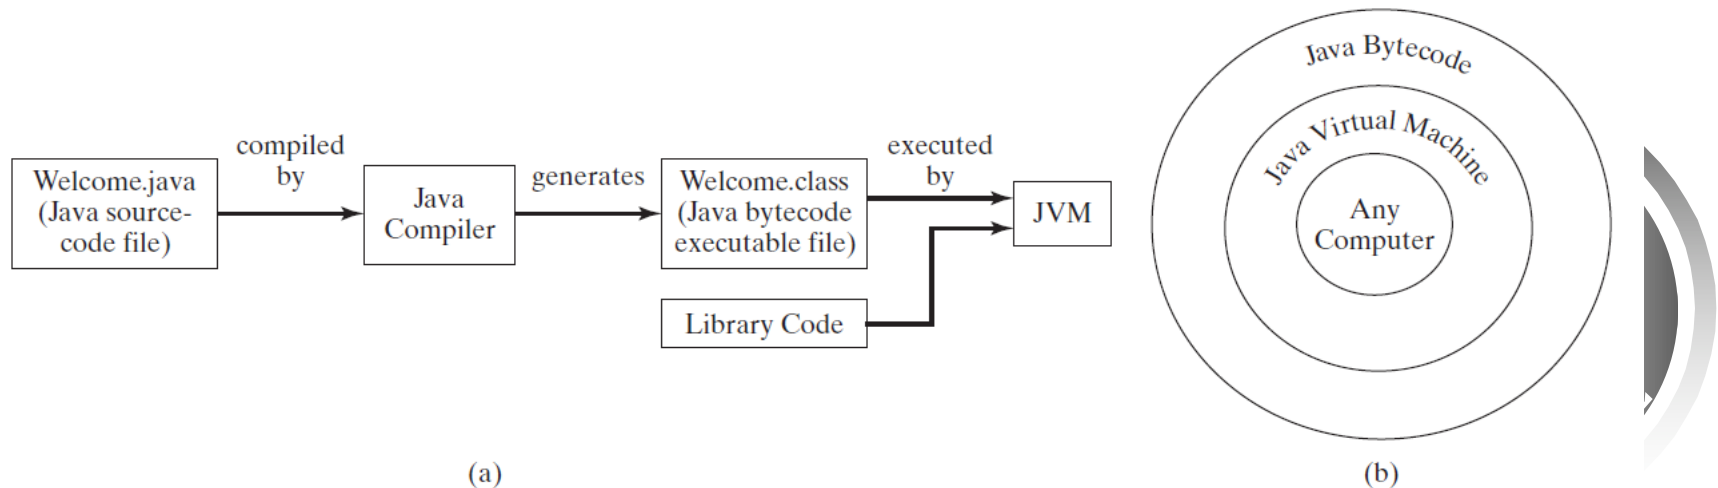 compiled
by
Welcome.java
(Java source-
code file)
Java
Compiler
generates
Welcome.class
(Java bytecode
executable file)
executed
by
JVM
Library Code
(a)
Java Bytecode
Java Virtual Machine
Any
Computer
(b)